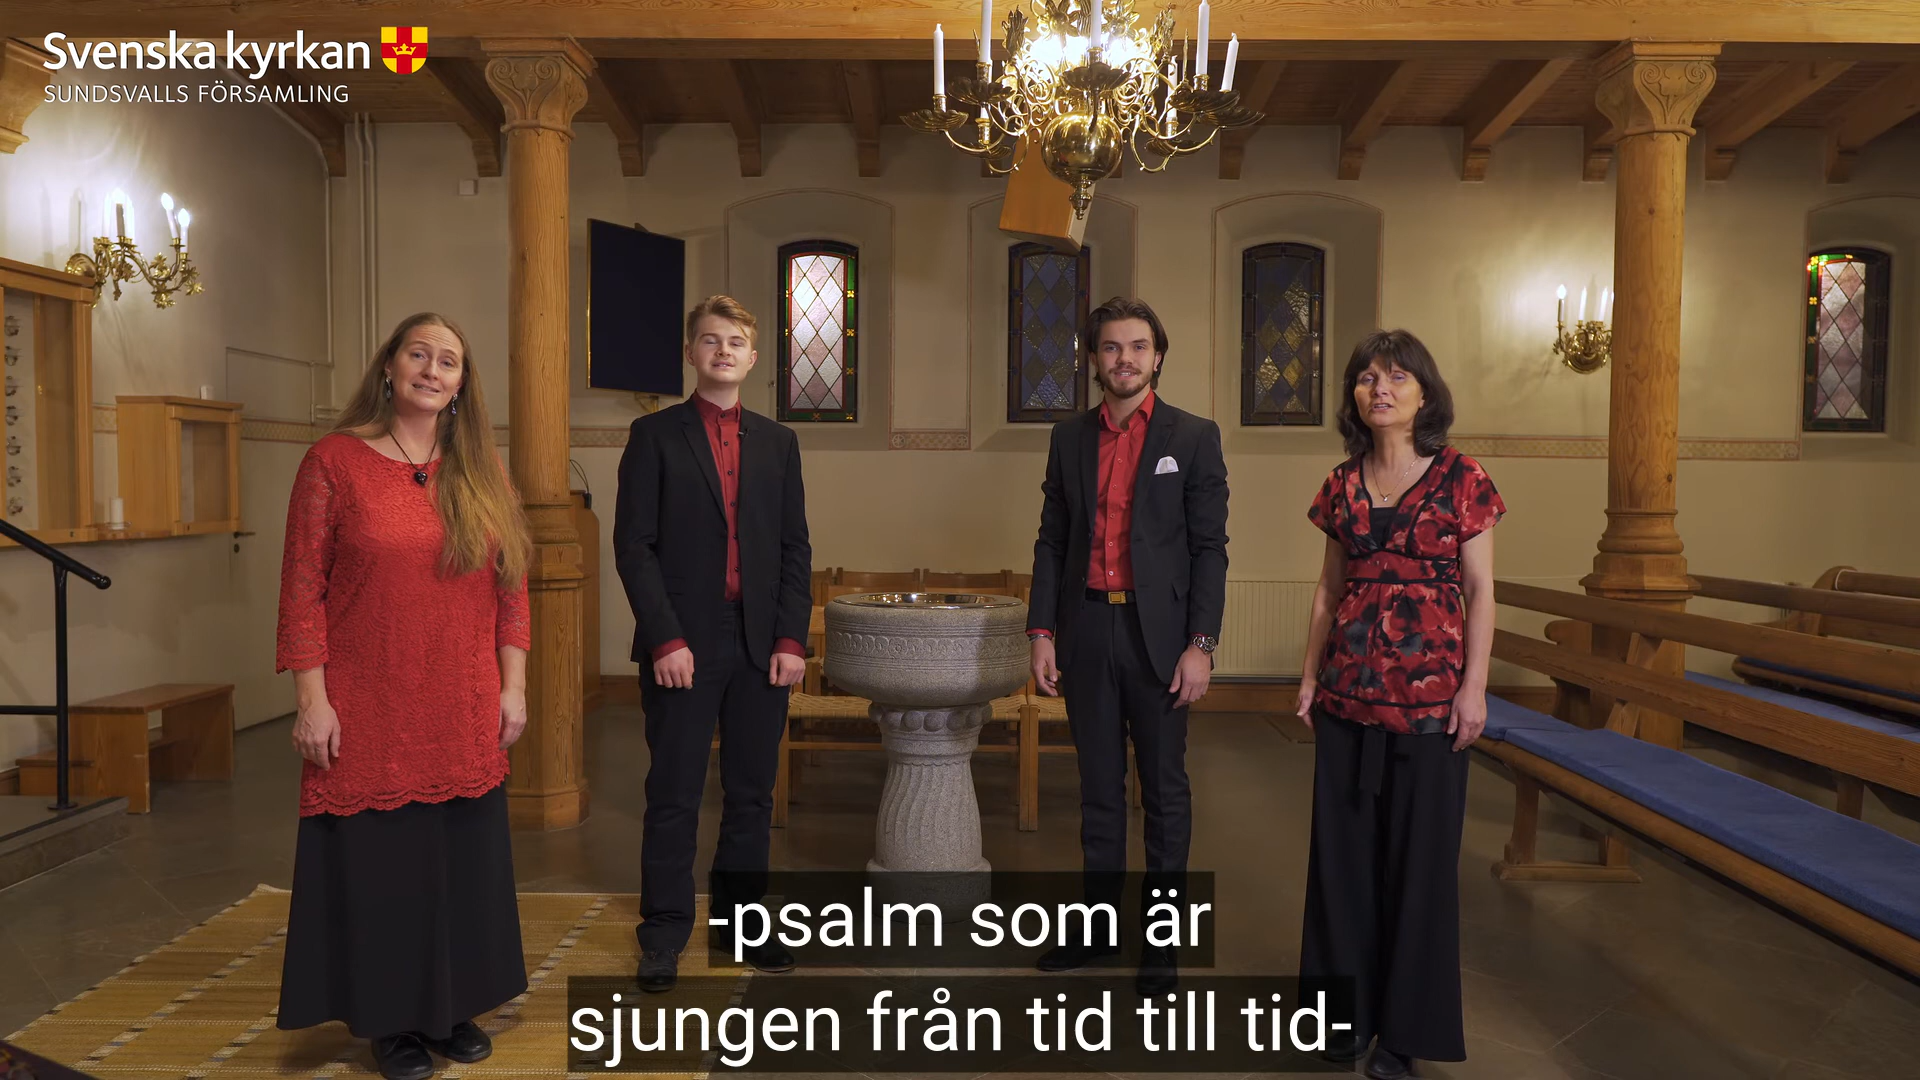 Svenska kyrkan
SUNDSVALLS FÖRSAMLING
-psalm som är
sjungen från tid till tid-